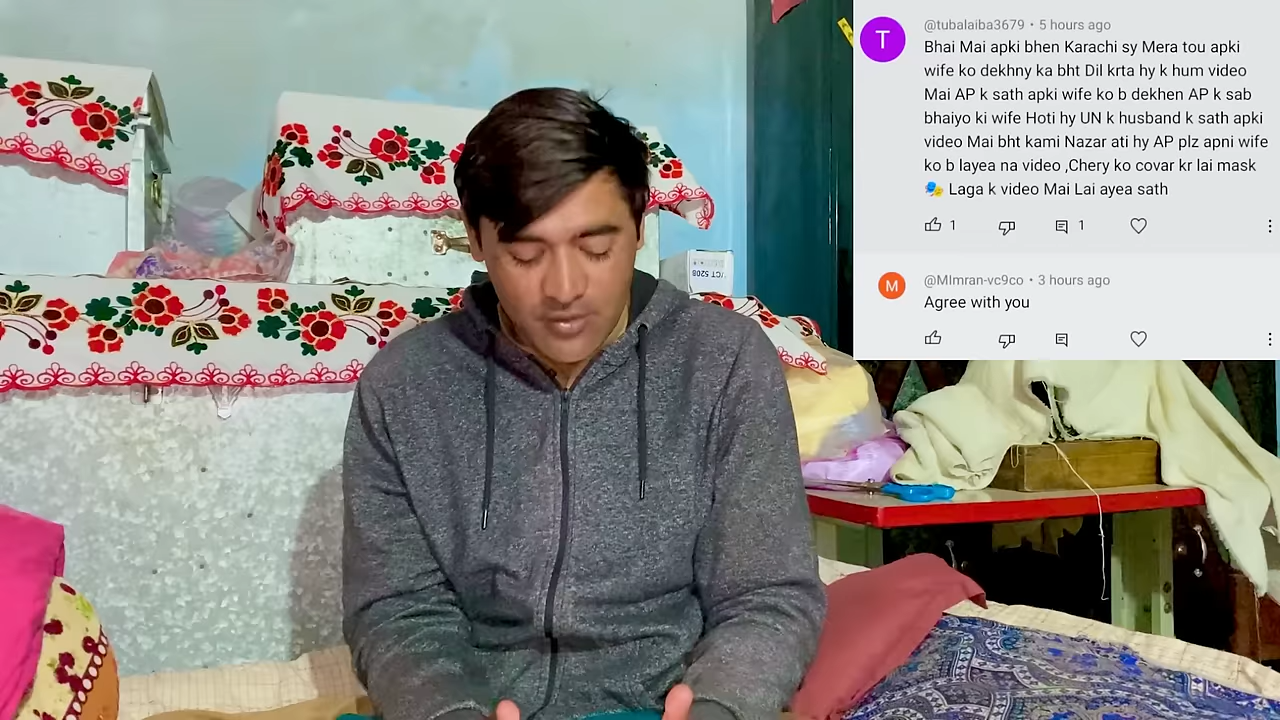 @tubalaiba3679 • 5 hours ago
Bhai Mai apki bhen Karachi sy Mera tou apki
wife ko dekhny ka bht Dil krta hy k hum video
Mai AP k sath apki wife ko b dekhen AP k sab
bhaiyo ki wife Hoti hy UN k husband k sath apki
video Mai bht kami Nazar ati hy AP plz apni wife
ko b layea na video ,Chery ko covar kr lai mask
🎭 Laga k video Mai Lai ayea sath
1 1
@MImran-vc9co • 3 hours ago
Agree with you
T
M
CT 5208